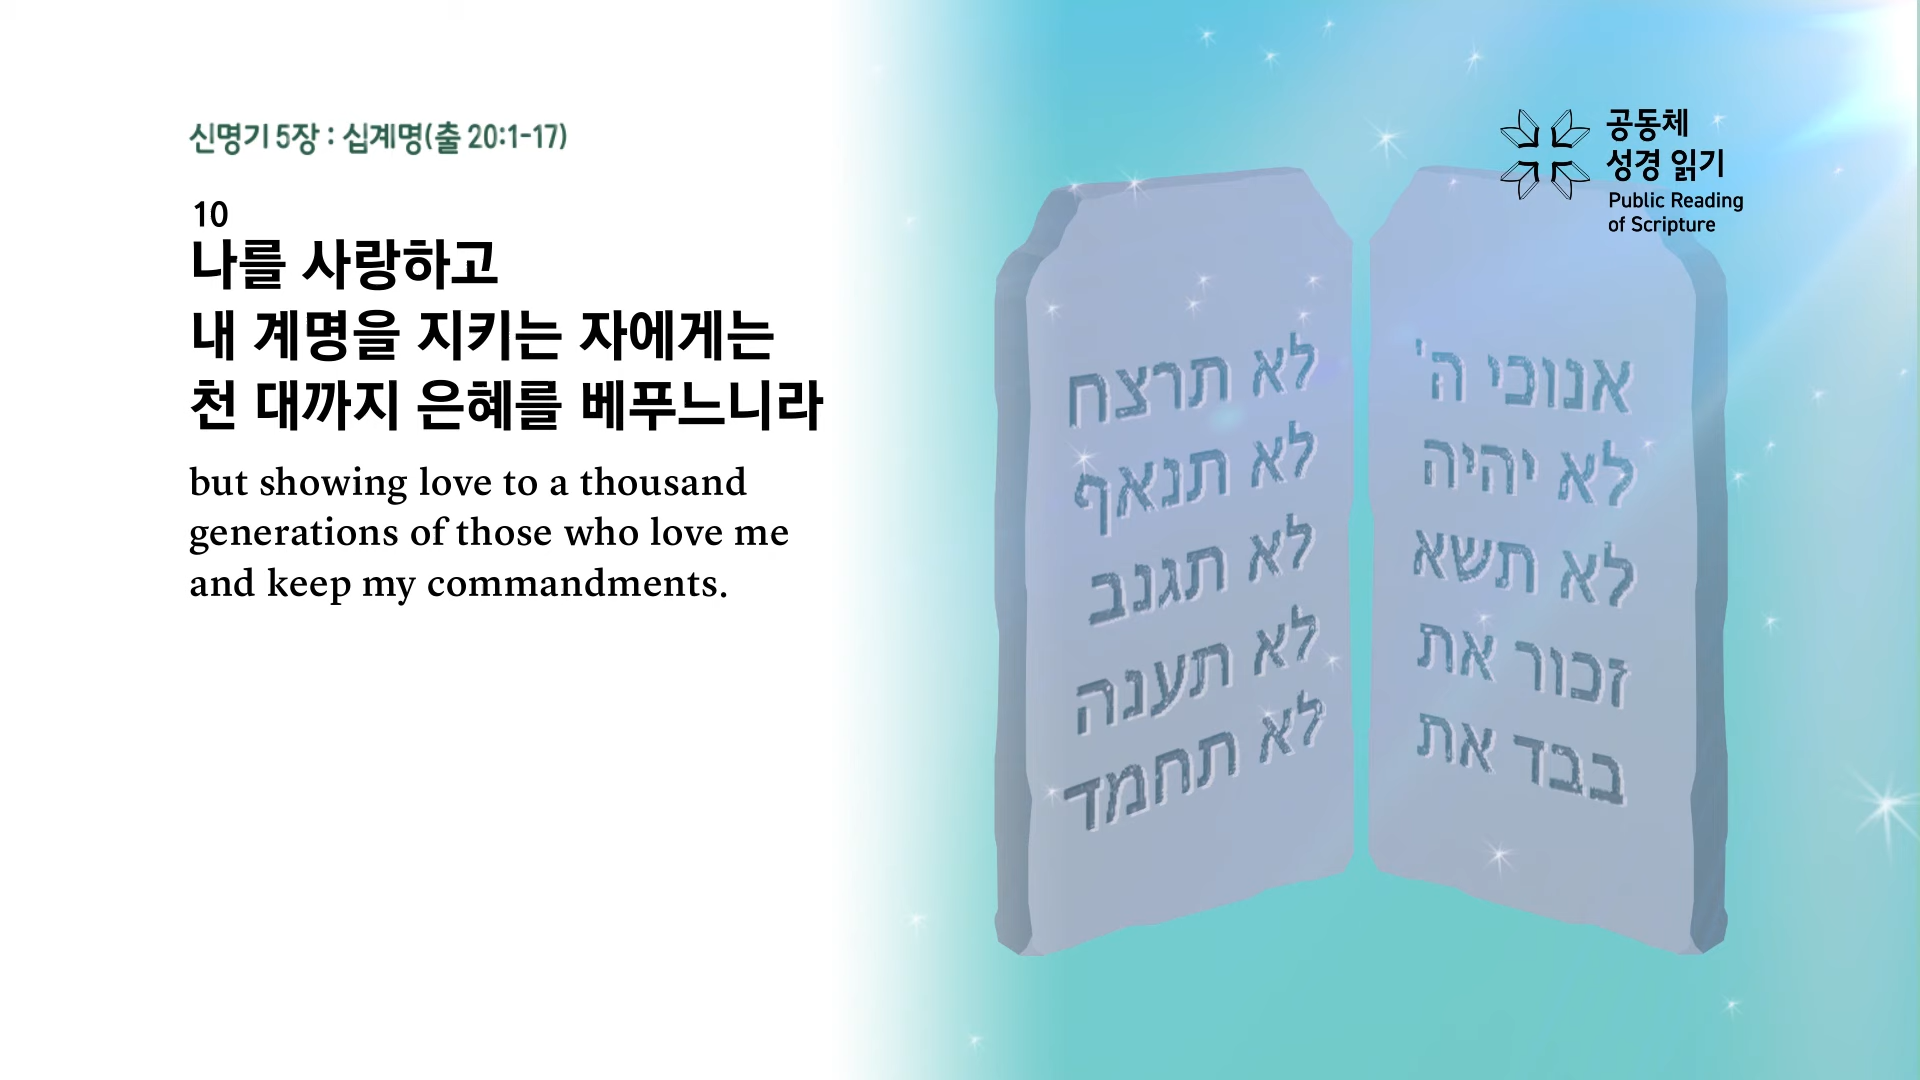 신명기 5장 : 십계명(출 20:1-17)
10
나를 사랑하고
내 계명을 지키는 자에게는
천 대까지 은혜를 베푸느니라
but showing love to a thousand
generations of those who love me
and keep my commandments.
공동체
성경 읽기
Public Reading
of Scripture
אנוכי ה'
לא יהיה
לא תשא
זכור את
בבד את
לא תרצח
לא תנאף
לא תגנב
לא תענה
לא תחמד